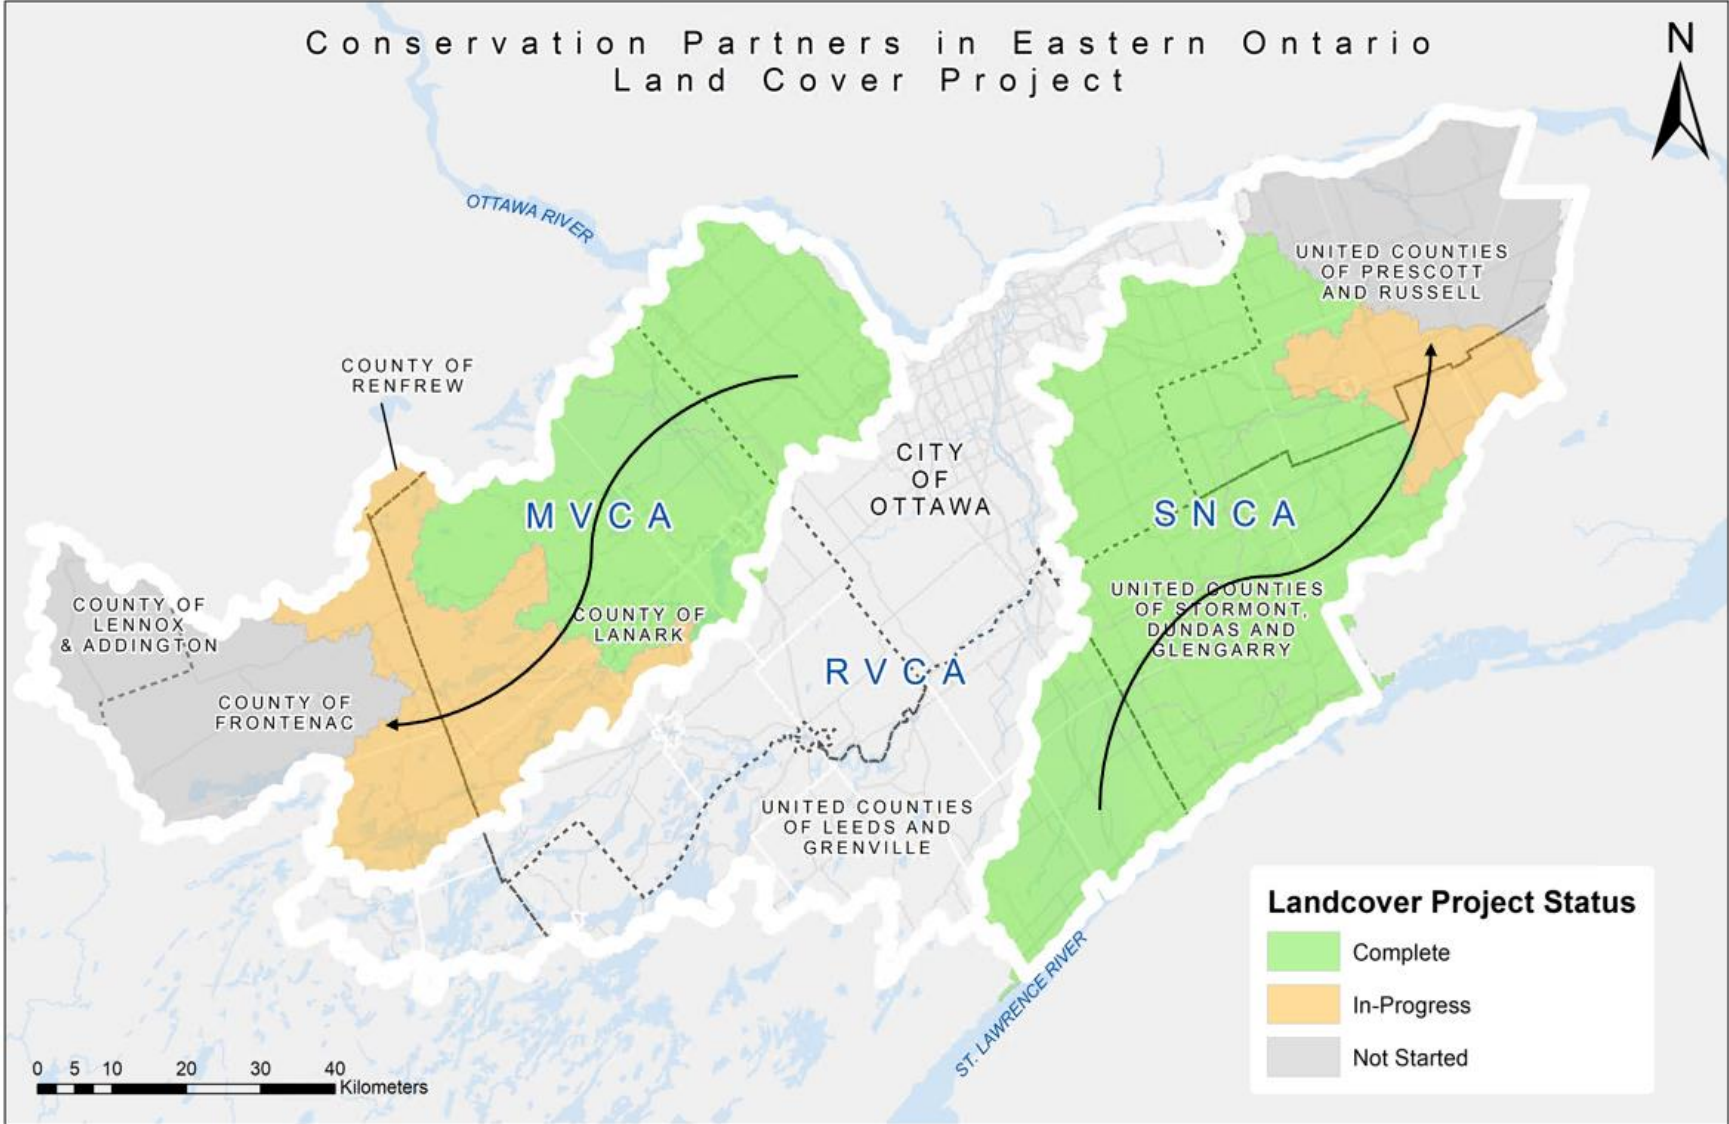 Conservation Partners in Eastern Ontario
Land Cover Project
N
OTTAWA RIVER
UNITED COUNTIES
OF PRESCOTT
AND RUSSELL
COUNTY OF
RENFREW
CITY
OF
OTTAWA
MVCA
SNCA
COUNTY OF
LENNOX
& ADDINGTON
COUNTY OF
LANARK
UNITED COUNTIES
OF STORMONT,
DUNDAS AND
GLENGARRY
RVCA
COUNTY OF
FRONTENAC
UNITED COUNTIES
OF LEEDS AND
GRENVILLE
ST. LAWRENCE RIVER
Landcover Project Status
Complete
In-Progress
Not Started
0 5 10 20 30 40
Kilometers